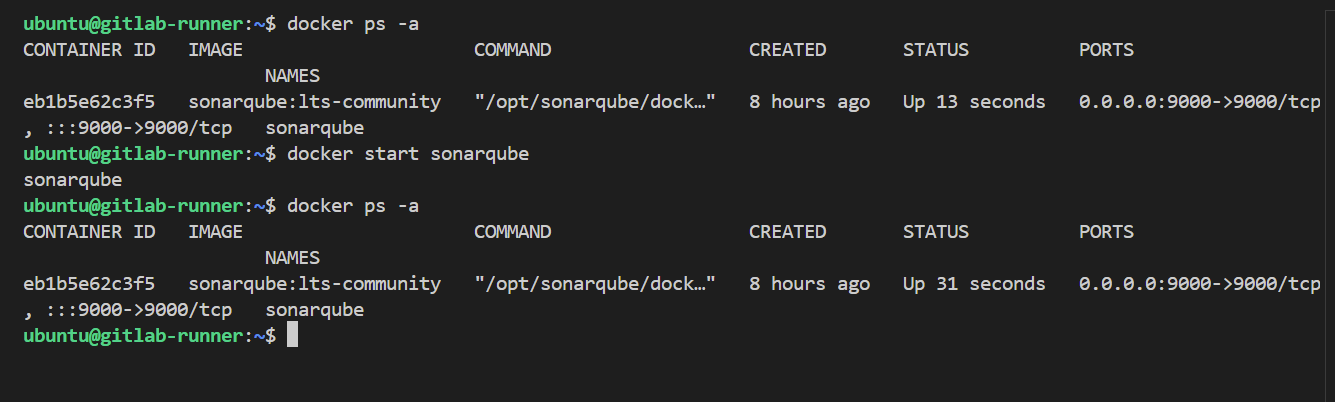 ubuntu@gitlab-runner:~$ docker ps -a
CONTAINER ID   IMAGE                     COMMAND                  CREATED       STATUS          PORTS
                      NAMES
eb1b5e62c3f5   sonarqube:lts-community   "/opt/sonarqube/dock…"   8 hours ago   Up 13 seconds   0.0.0.0:9000->9000/tcp
, :::9000->9000/tcp   sonarqube
ubuntu@gitlab-runner:~$ docker start sonarqube
sonarqube
ubuntu@gitlab-runner:~$ docker ps -a
CONTAINER ID   IMAGE                     COMMAND                  CREATED       STATUS          PORTS
                      NAMES
eb1b5e62c3f5   sonarqube:lts-community   "/opt/sonarqube/dock…"   8 hours ago   Up 31 seconds   0.0.0.0:9000->9000/tcp
, :::9000->9000/tcp   sonarqube
ubuntu@gitlab-runner:~$